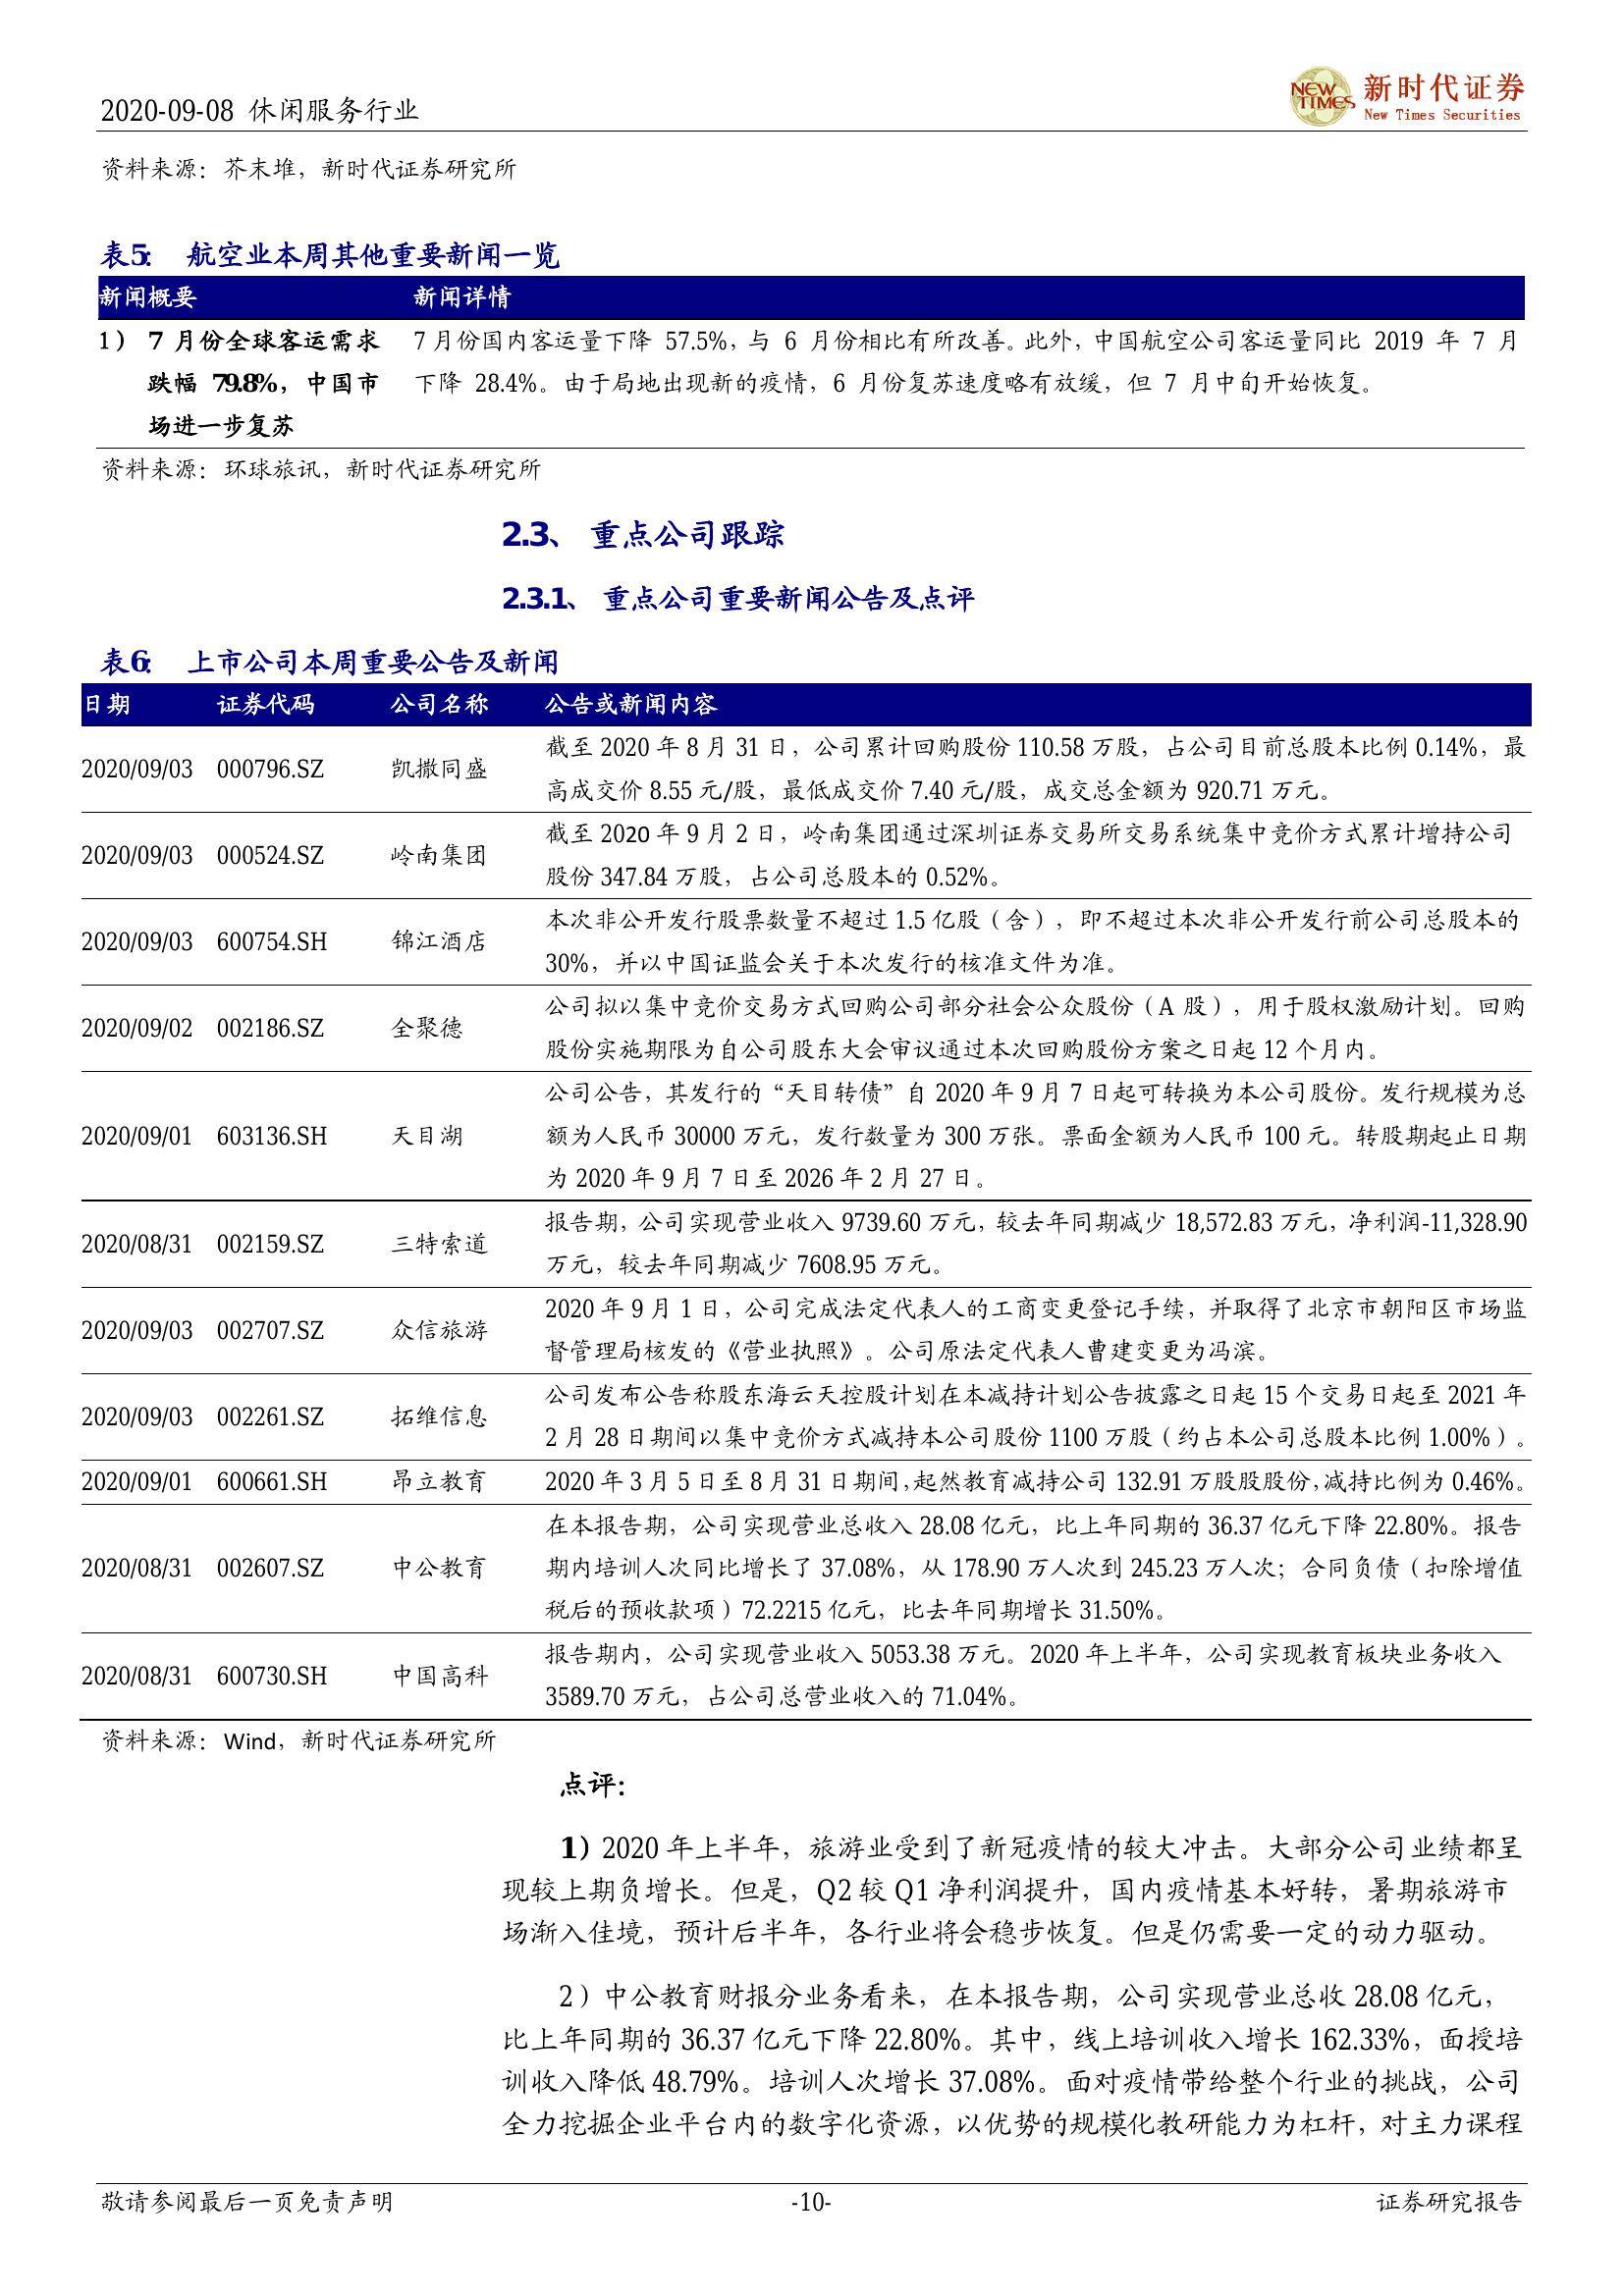 2020-09-08 休闲服务行业
NEW TIMES
新时代证券
New Times Securities
资料来源：芥末堆，新时代证券研究所
表5： 航空业本周其他重要新闻一览
新闻概要 新闻详情
1） 7 月份全球客运需求 7 月份国内客运量下降 57.5%，与 6 月份相比有所改善。此外，中国航空公司客运量同比 2019 年 7 月
跌幅 79.8%，中国市 下降 28.4%。由于局地出现新的疫情，6 月份复苏速度略有放缓，但 7 月中旬开始恢复。
场进一步复苏
资料来源：环球旅讯，新时代证券研究所
2.3、 重点公司跟踪
2.3.1、 重点公司重要新闻公告及点评
表6： 上市公司本周重要公告及新闻
日期 证券代码 公司名称 公告或新闻内容
截至 2020 年 8 月 31 日，公司累计回购股份 110.58 万股，占公司目前总股本比例 0.14%，最
2020/09/03 000796.SZ 凯撒同盛
高成交价 8.55 元/股，最低成交价 7.40 元/股，成交总金额为 920.71 万元。
截至 2020 年 9 月 2 日，岭南集团通过深圳证券交易所交易系统集中竞价方式累计增持公司
2020/09/03 000524.SZ 岭南集团
股份 347.84 万股，占公司总股本的 0.52%。
本次非公开发行股票数量不超过 1.5 亿股（含），即不超过本次非公开发行前公司总股本的
2020/09/03 600754.SH 锦江酒店
30%，并以中国证监会关于本次发行的核准文件为准。
公司拟以集中竞价交易方式回购公司部分社会公众股份（A 股），用于股权激励计划。回购
2020/09/02 002186.SZ 全聚德
股份实施期限为自公司股东大会审议通过本次回购股份方案之日起 12 个月内。
公司公告，其发行的“天目转债”自 2020 年 9 月 7 日起可转换为本公司股份。发行规模为总
2020/09/01 603136.SH 天目湖 额为人民币 30000 万元，发行数量为 300 万张。票面金额为人民币 100 元。转股期起止日期
为 2020 年 9 月 7 日至 2026 年 2 月 27 日。
报告期，公司实现营业收入 9739.60 万元，较去年同期减少 18,572.83 万元，净利润-11,328.90
2020/08/31 002159.SZ 三特索道
万元，较去年同期减少 7608.95 万元。
2020 年 9 月 1 日，公司完成法定代表人的工商变更登记手续，并取得了北京市朝阳区市场监
2020/09/03 002707.SZ 众信旅游
督管理局核发的《营业执照》。公司原法定代表人曹建变更为冯滨。
公司发布公告称股东海云天控股计划在本减持计划公告披露之日起 15 个交易日起至 2021 年
2020/09/03 002261.SZ 拓维信息
2 月 28 日期间以集中竞价方式减持本公司股份 1100 万股（约占本公司总股本比例 1.00%）。
2020/09/01 600661.SH 昂立教育 2020 年 3 月 5 日至 8 月 31 日期间，起然教育减持公司 132.91 万股股股份，减持比例为 0.46%。
在本报告期，公司实现营业总收入 28.08 亿元，比上年同期的 36.37 亿元下降 22.80%。报告
2020/08/31 002607.SZ 中公教育 期内培训人次同比增长了 37.08%，从 178.90 万人次到 245.23 万人次；合同负债（扣除增值
税后的预收款项）72.2215 亿元，比去年同期增长 31.50%。
报告期内，公司实现营业收入 5053.38 万元。2020 年上半年，公司实现教育板块业务收入
2020/08/31 600730.SH 中国高科
3589.70 万元，占公司总营业收入的 71.04%。
资料来源：Wind，新时代证券研究所
点评：
1）2020 年上半年，旅游业受到了新冠疫情的较大冲击。大部分公司业绩都呈
现较上期负增长。但是，Q2 较 Q1 净利润提升，国内疫情基本好转，暑期旅游市
场渐入佳境，预计后半年，各行业将会稳步恢复。但是仍需要一定的动力驱动。
2）中公教育财报分业务看来，在本报告期，公司实现营业总收 28.08 亿元，
比上年同期的 36.37 亿元下降 22.80%。其中，线上培训收入增长 162.33%，面授培
训收入降低 48.79%。培训人次增长 37.08%。面对疫情带给整个行业的挑战，公司
全力挖掘企业平台内的数字化资源，以优势的规模化教研能力为杠杆，对主力课程
敬请参阅最后一页免责声明 -10- 证券研究报告